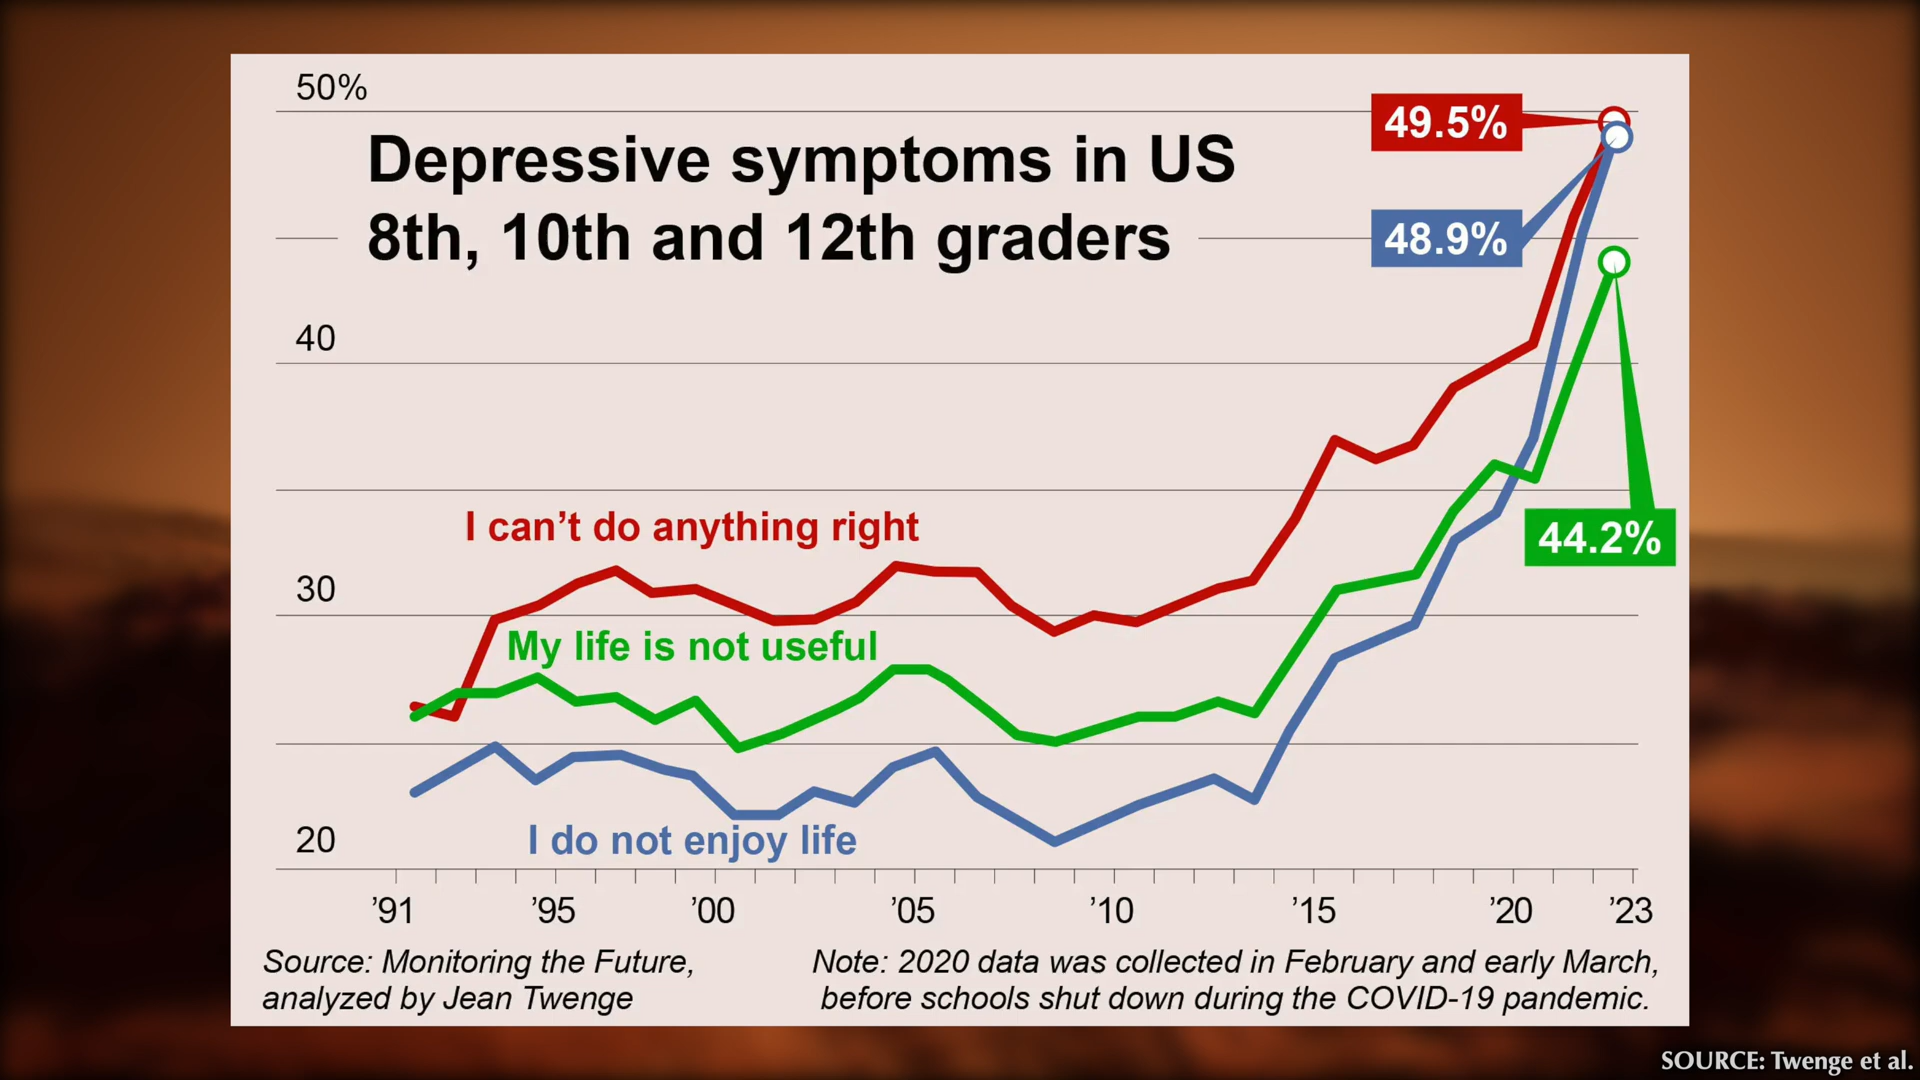 50%
49.5%
Depressive symptoms in US
8th, 10th and 12th graders
48.9%
40
I can’t do anything right
44.2%
30
My life is not useful
20
I do not enjoy life
’91 ’95 ’00 ’05 ’10 ’15 ’20 ’23
Source: Monitoring the Future,
analyzed by Jean Twenge
Note: 2020 data was collected in February and early March,
before schools shut down during the COVID-19 pandemic.
SOURCE: Twenge et al.